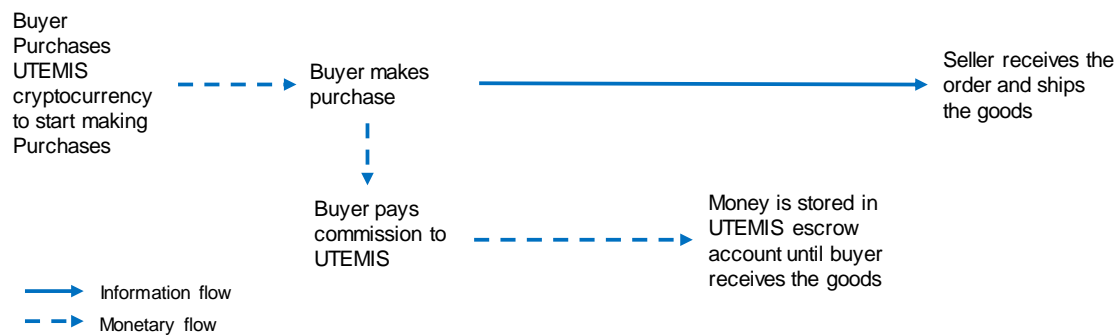 Buyer
Purchases
UTEMIS
cryptocurrency
to start making
Purchases
Buyer makes
purchase
Seller receives the
order and ships
the goods
Buyer pays
commission to
UTEMIS
Money is stored in
UTEMIS escrow
account until buyer
receives the goods
Information flow
Monetary flow